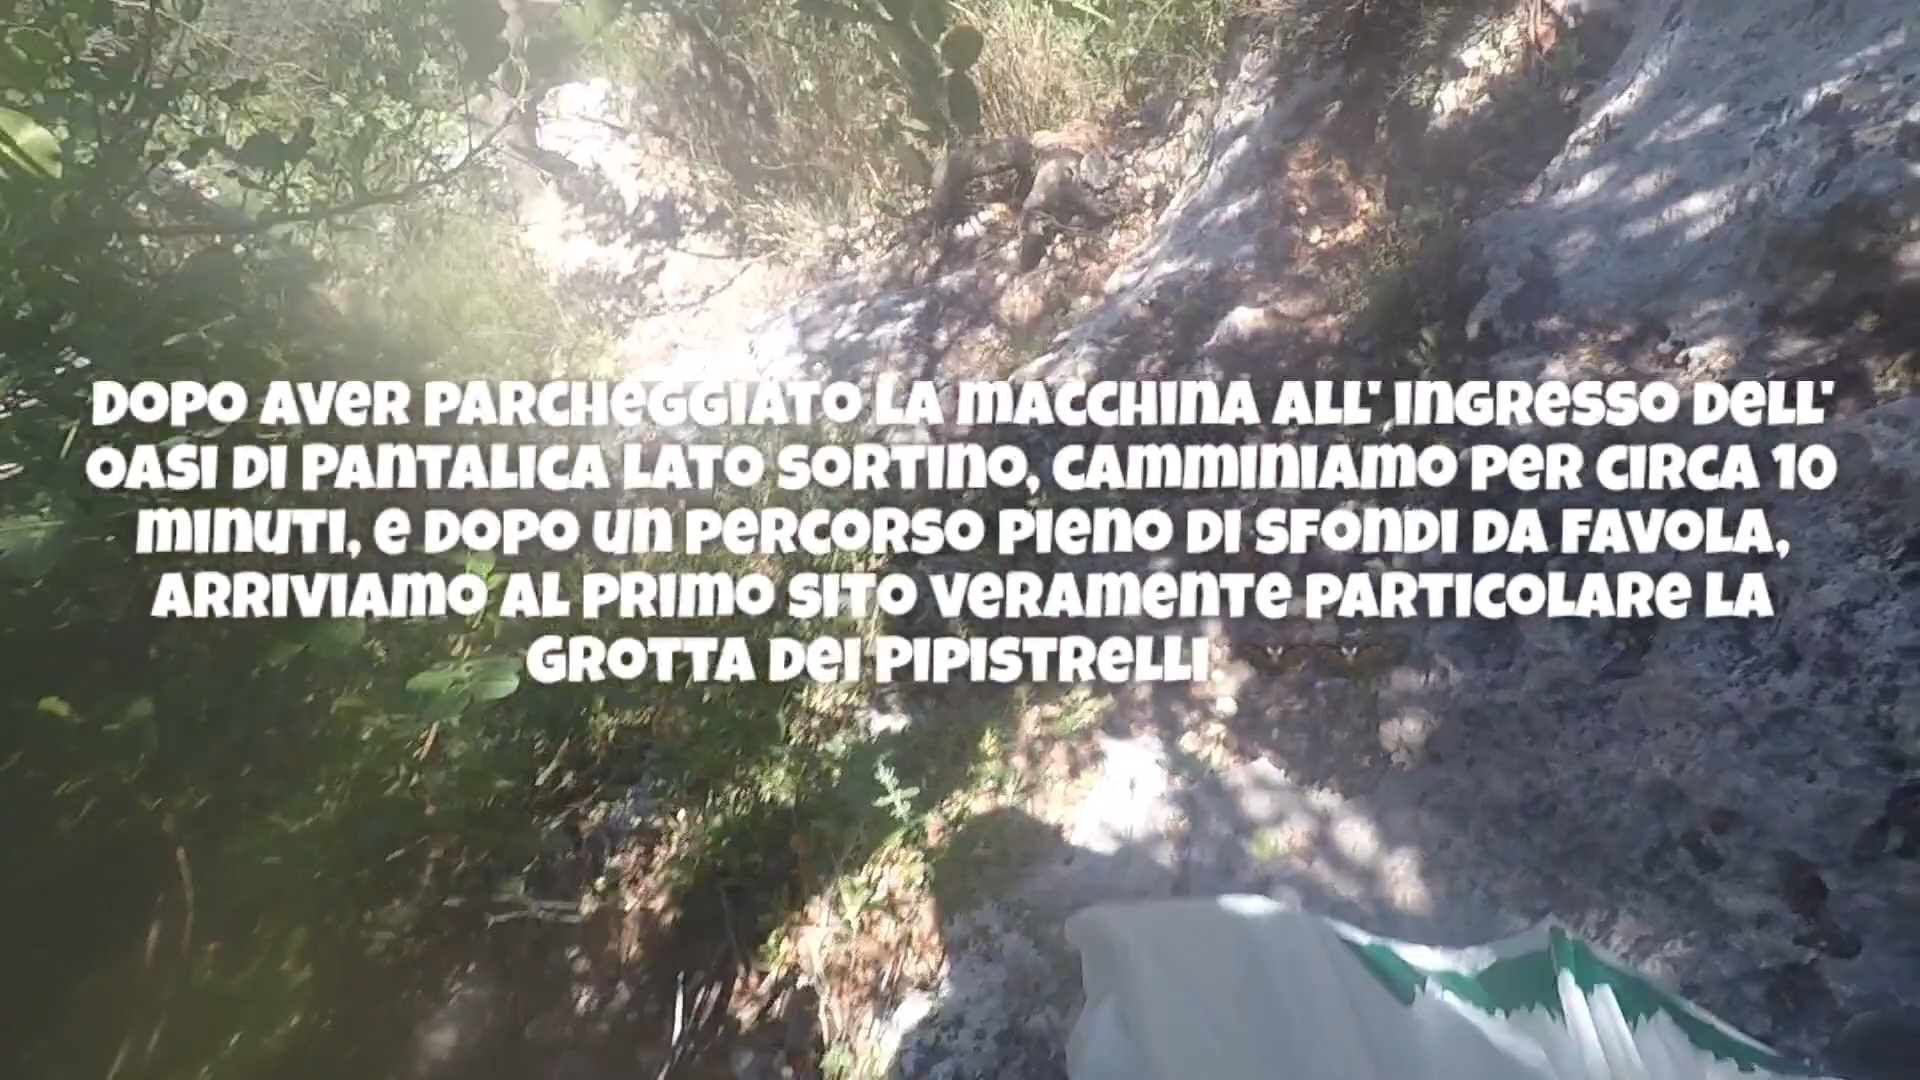 DOPO AVER PARCHEGGIATO LA MACCHINA ALL' INGRESSO DELL'
OASI DI PANTALICA LATO SORTINO, CAMMINIAMO PER CIRCA 10
MINUTI, E DOPO UN PERCORSO PIENO DI SFONDI DA FAVOLA,
ARRIVIAMO AL PRIMO SITO VERAMENTE PARTICOLARE LA
GROTTA DEI PIPISTRELLI. 🦇🦇